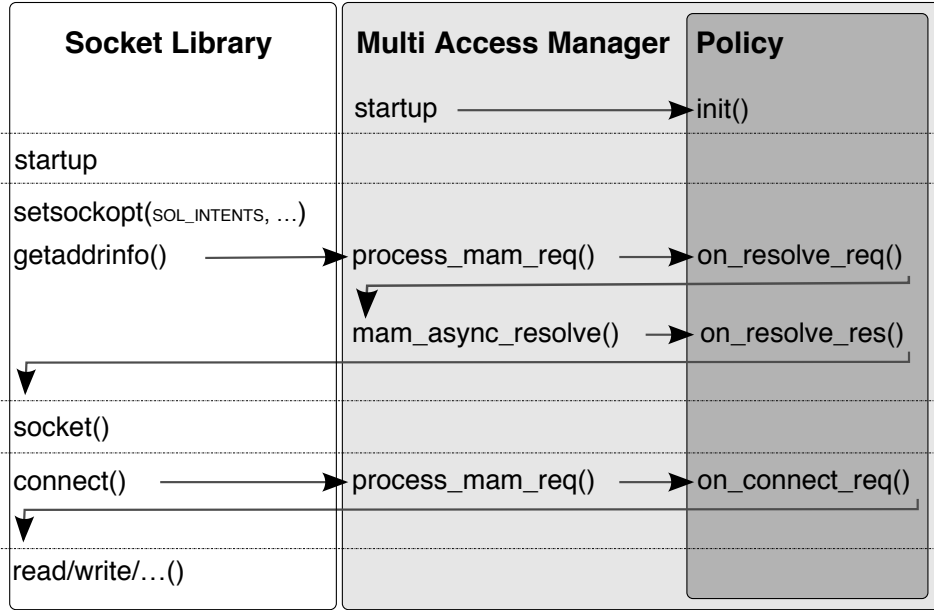 Socket Library Multi Access Manager Policy
startup init()
startup
setsockopt(SOL_INTENTS, …)
getaddrinfo() process_mam_req() on_resolve_req()
mam_async_resolve() on_resolve_res()
socket()
connect() process_mam_req() on_connect_req()
read/write/…()